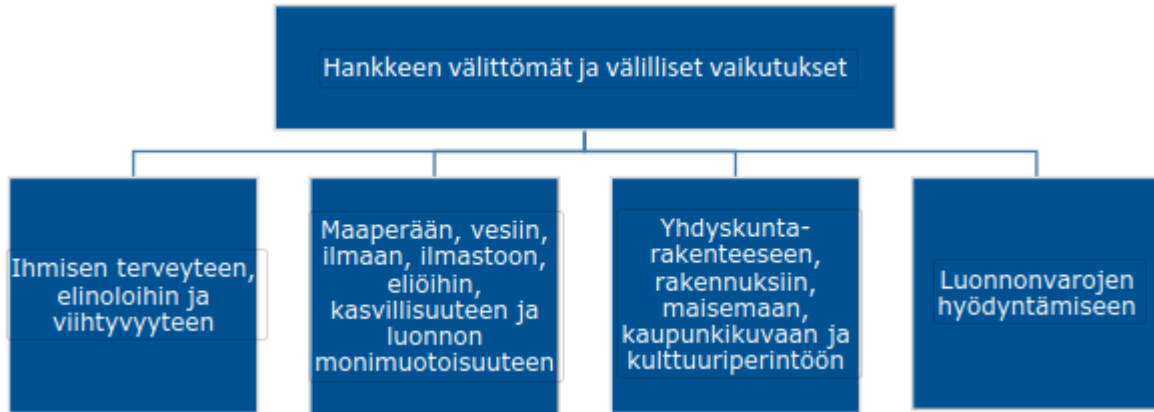 Hankkeen välittömät ja välilliset vaikutukset
Ihmisen terveyteen,
elinoloihin ja
viihtyvyyteen
Maaperään, vesiin,
ilmaan, ilmastoon,
eliöihin,
kasvillisuuteen ja
luonnon
monimuotoisuuteen
Yhdyskunta-
rakenteeseen,
rakennuksiin,
maisemaan,
kaupunkikuvaan ja
kulttuuriperintöön
Luonnonvarojen
hyödyntämiseen